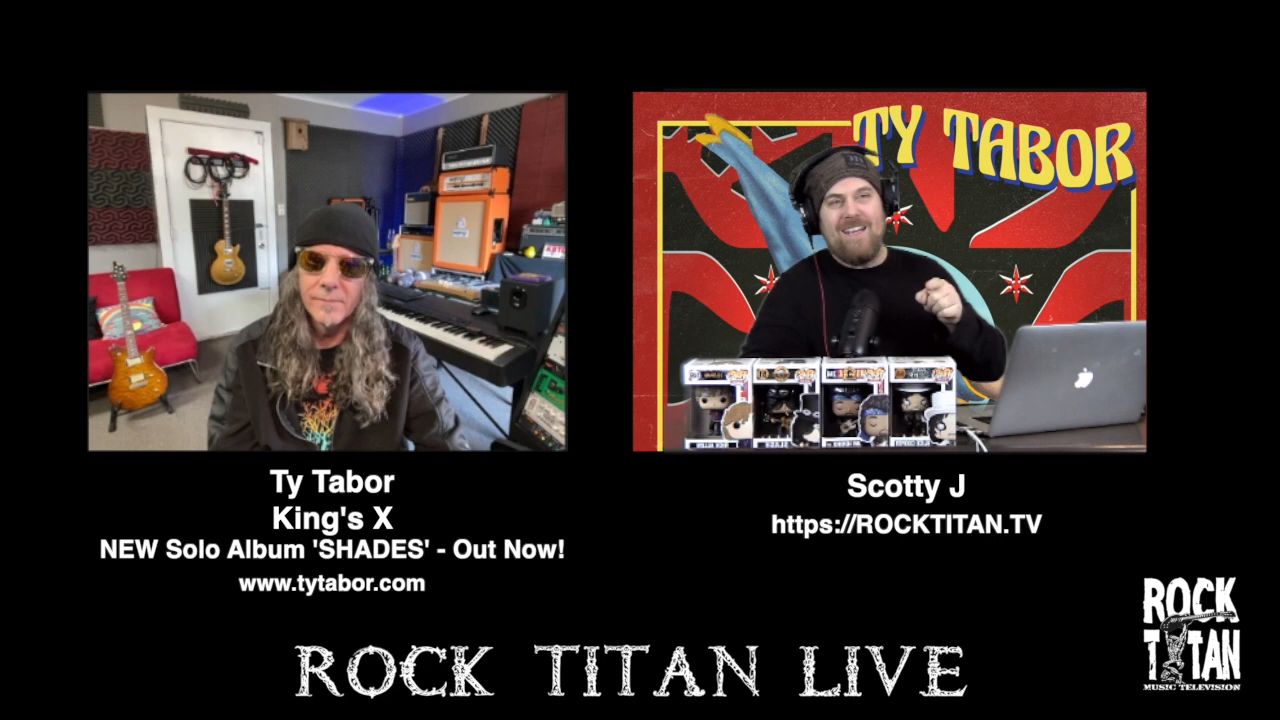 TY TABOR
Ty Tabor
King's X
NEW Solo Album 'SHADES' - Out Now!
www.tytabor.com
Scotty J
https://ROCKTITAN.TV
ROCK TITAN LIVE
ROCK
TITAN
MUSIC TELEVISION